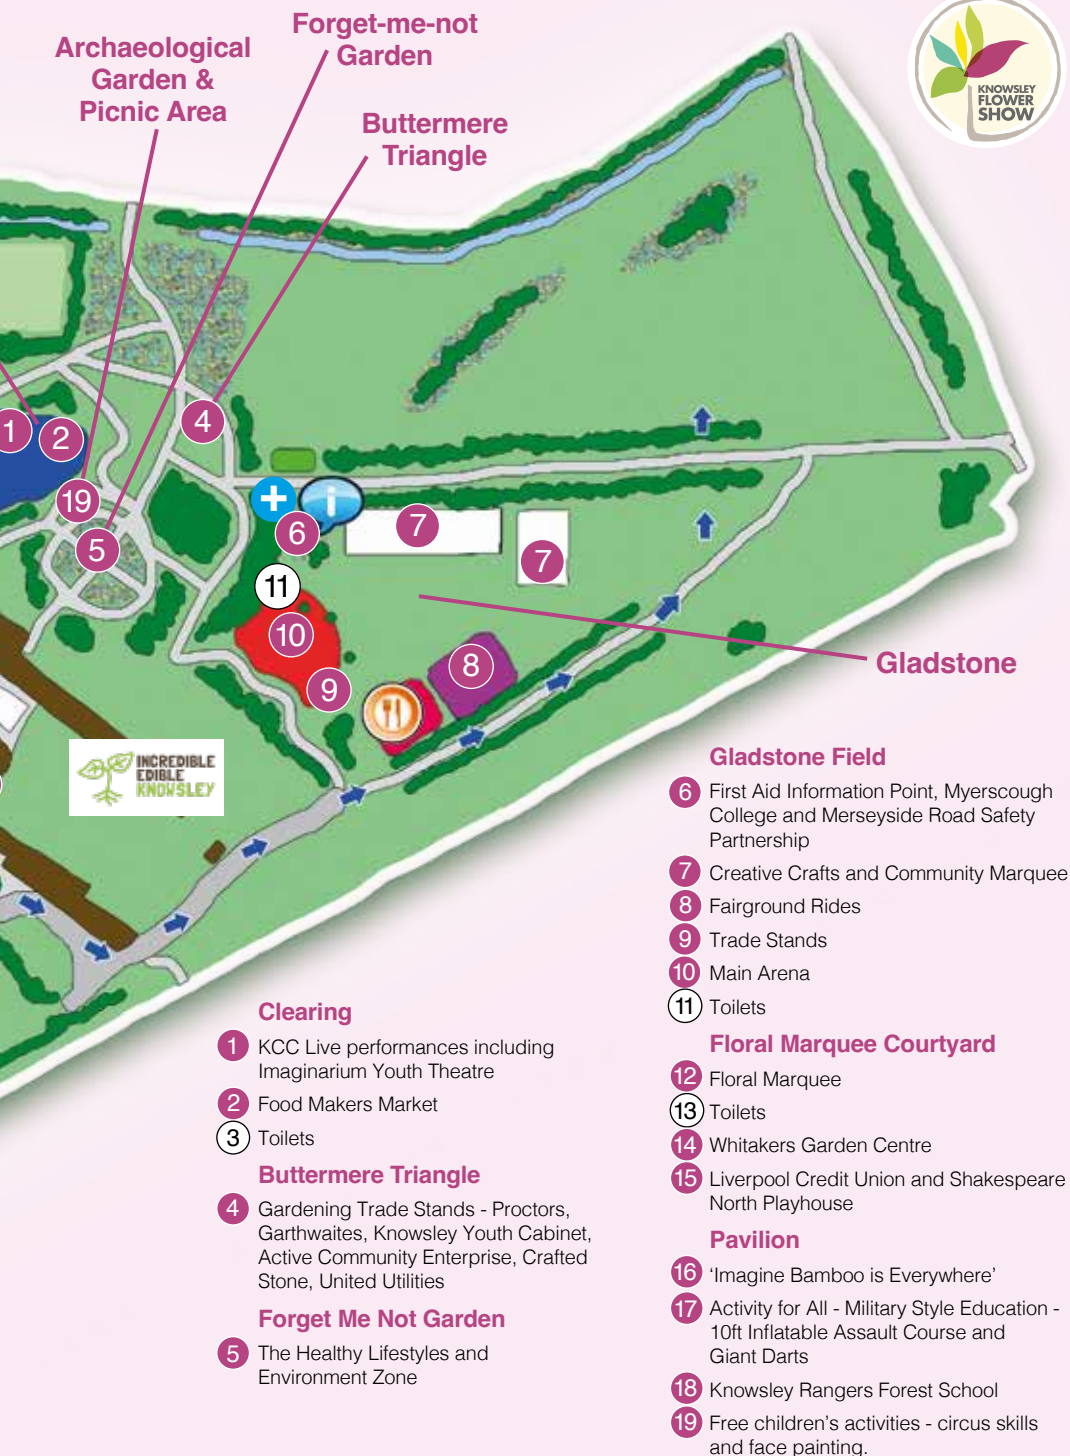 Forget-me-not
Garden
Archaeological
Garden &
Picnic Area
Buttermere
Triangle
KNOWSLEY
FLOWER
SHOW
4
1
2
19
5
i
6
7
7
11
10
9
8
Gladstone
INCREDIBLE
EDIBLE
KNOWSLEY
Clearing
1 KCC Live performances including
Imaginarium Youth Theatre
2 Food Makers Market
3 Toilets
Buttermere Triangle
4 Gardening Trade Stands - Proctors,
Garthwaites, Knowsley Youth Cabinet,
Active Community Enterprise, Crafted
Stone, United Utilities
Forget Me Not Garden
5 The Healthy Lifestyles and
Environment Zone
Gladstone Field
6 First Aid Information Point, Myerscough
College and Merseyside Road Safety
Partnership
7 Creative Crafts and Community Marquee
8 Fairground Rides
9 Trade Stands
10 Main Arena
11 Toilets
Floral Marquee Courtyard
12 Floral Marquee
13 Toilets
14 Whitakers Garden Centre
15 Liverpool Credit Union and Shakespeare
North Playhouse
Pavilion
16 ‘Imagine Bamboo is Everywhere’
17 Activity for All - Military Style Education -
10ft Inflatable Assault Course and
Giant Darts
18 Knowsley Rangers Forest School
19 Free children’s activities - circus skills
and face painting.